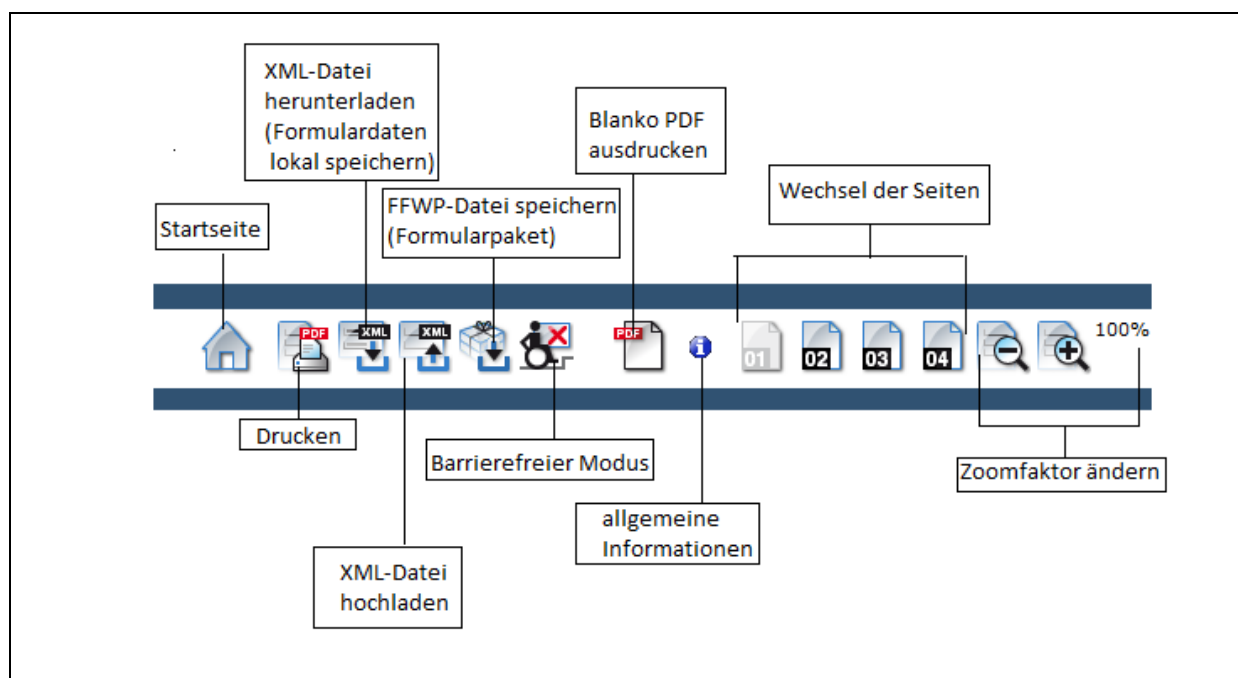 XML-Datei
herunterladen
(Formulardaten
lokal speichern)
Blanko PDF
ausdrucken
Wechsel der Seiten
FFWP-Datei speichern
(Formularpaket)
Startseite
PDF
XML
XML
PDF
i
01
02
03
04
100%
Drucken
Barrierefreier Modus
Zoomfaktor ändern
allgemeine
Informationen
XML-Datei
hochladen